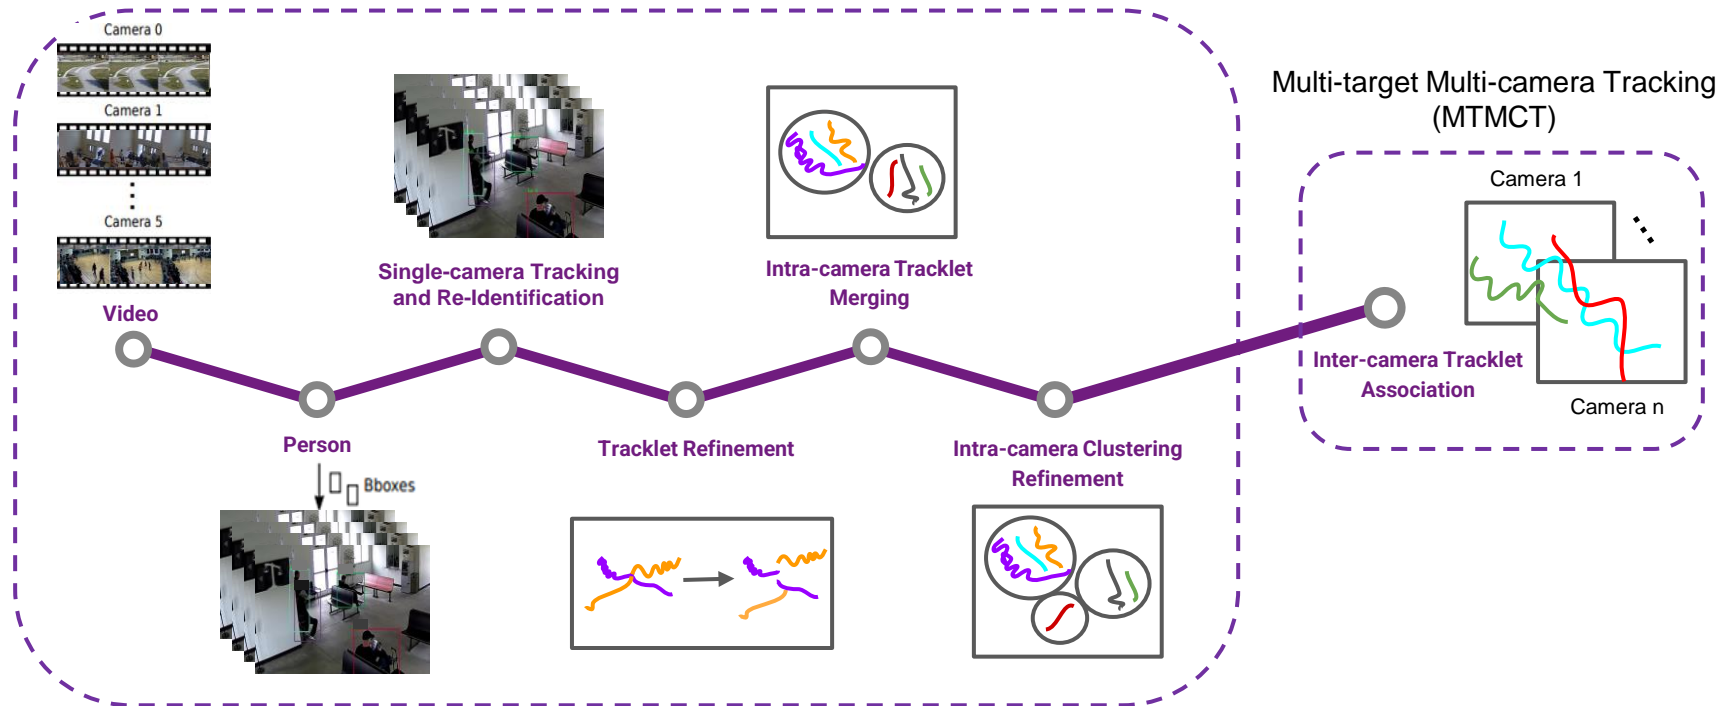 Camera 0
Camera 1
Camera 5
Video
Person
Bboxes
Single-camera Tracking
and Re-Identification
Tracklet Refinement
Intra-camera Tracklet
Merging
Intra-camera Clustering
Refinement
Multi-target Multi-camera Tracking
(MTMCT)
Camera 1
Inter-camera Tracklet
Association
Camera n